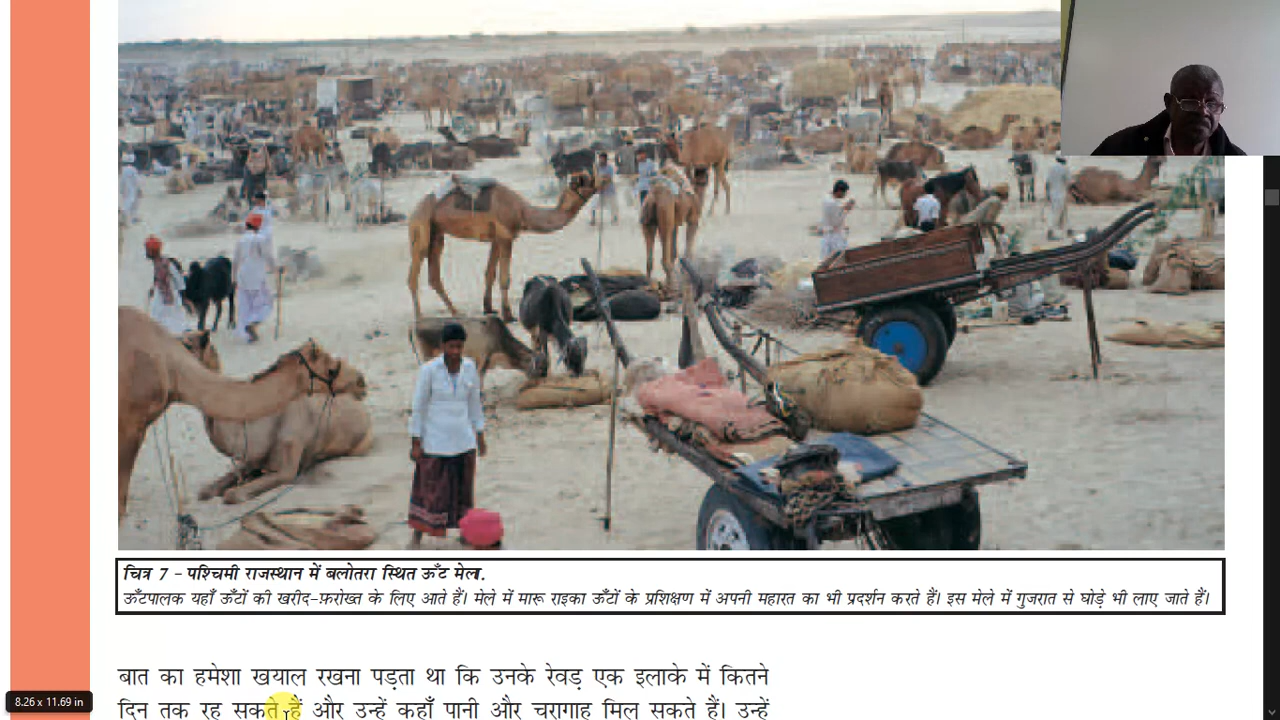 चित्र 7 - पश्चिमी राजस्थान में बलोतरा स्थित ऊँट मेला.
ऊँटपालक यहाँ ऊँटों की खरीद-फ़रोख्त के लिए आते हैं। मेले में मारू राइका ऊँटों के प्रशिक्षण में अपनी महारत का भी प्रदर्शन करते हैं। इस मेले में गुजरात से घोड़े भी लाए जाते हैं।
बात का हमेशा खयाल रखना पड़ता था कि उनके रेवड़ एक इलाके में कितने
8.26 x 11.69 in
दिन तक रह सकते हैं और उन्हें कहाँ पानी और चरागाह मिल सकते हैं। उन्हें